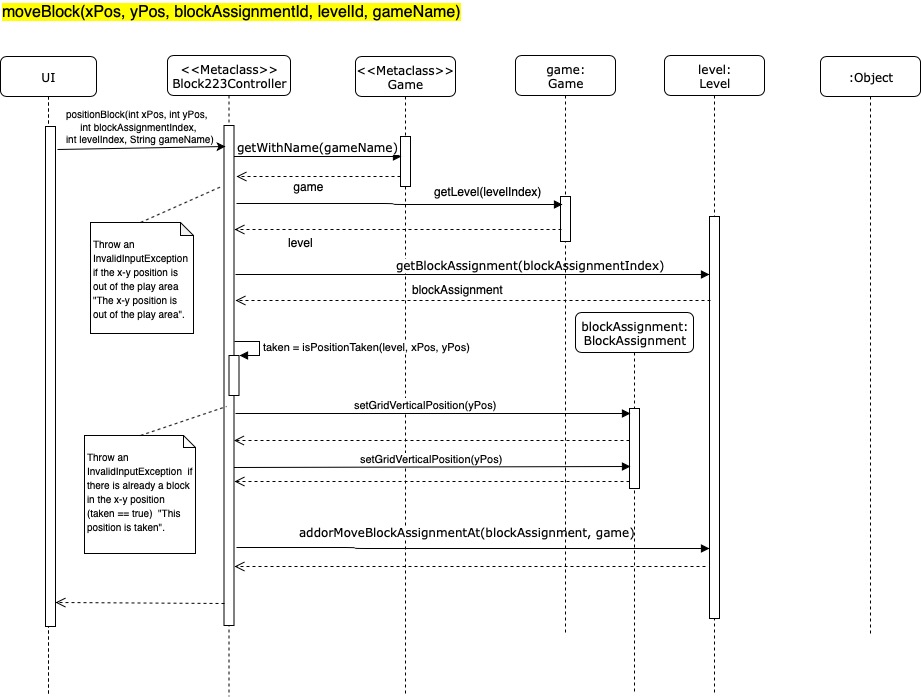 moveBlock(xPos, yPos, blockAssignmentId, levelId, gameName)
UI
<<Metaclass>>
Block223Controller
<<Metaclass>>
Game
game:
Game
level:
Level
:Object
positionBlock(int xPos, int yPos,
int blockAssignmentIndex,
int levelIndex, String gameName)
getWithName(gameName)
game
getLevel(levelIndex)
level
Throw an
InvalidInputException
if the x-y position is
out of the play area
"The x-y position is
out of the play area".
getBlockAssignment(blockAssignmentIndex)
blockAssignment
blockAssignment:
BlockAssignment
taken = isPositionTaken(level, xPos, yPos)
setGridVerticalPosition(yPos)
setGridVerticalPosition(yPos)
Throw an
InvalidInputException if
there is already a block
in the x-y position
(taken == true) "This
position is taken".
addorMoveBlockAssignmentAt(blockAssignment, game)